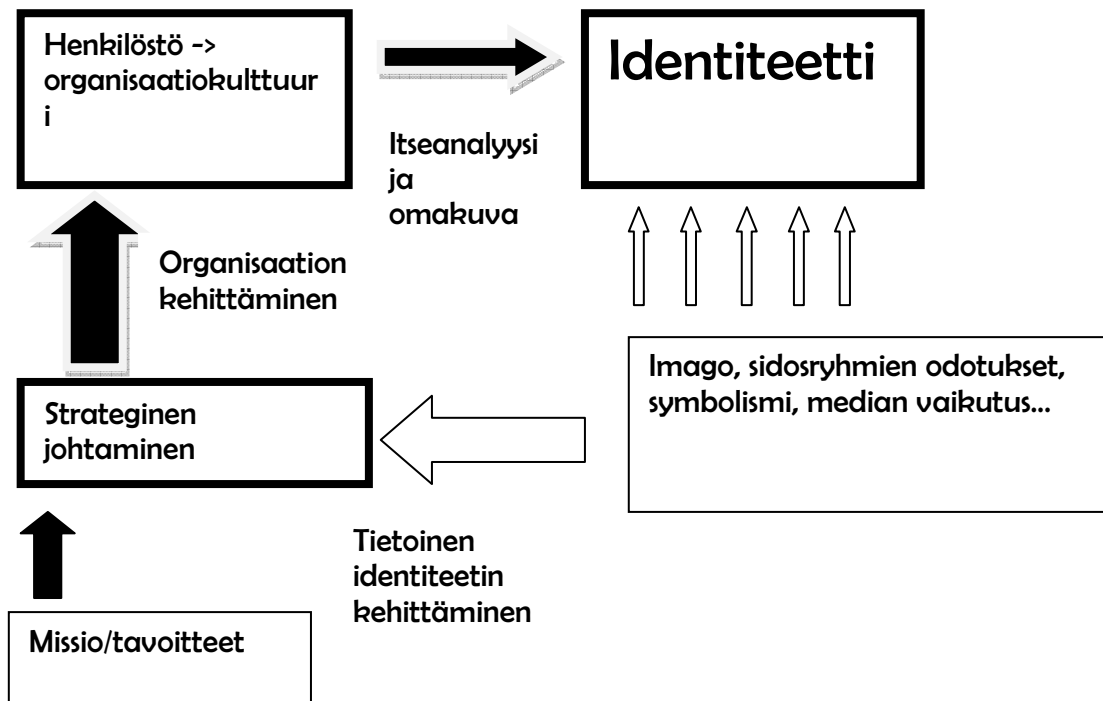 Henkilöstö ->
organisaatiokulttuur
i
Identiteetti
Itseanalyysi
ja
omakuva
Organisaation
kehittäminen
Imago, sidosryhmien odotukset,
symbolismi, median vaikutus...
Strateginen
johtaminen
Tietoinen
identiteetin
kehittäminen
Missio/tavoitteet